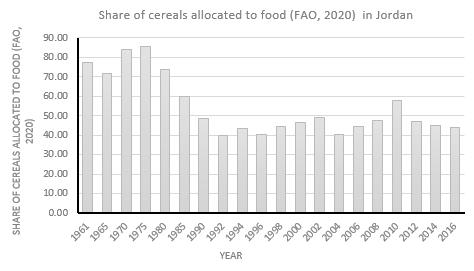 Share of cereals allocated to food (FAO, 2020)  in Jordan
SHARE OF CEREALS ALLOCATED TO FOOD (FAO,
2020)
90.00
80.00
70.00
60.00
50.00
40.00
30.00
20.00
10.00
0.00
1961 1965 1970 1975 1980 1985 1990 1992 1994 1996 1998 2000 2002 2004 2006 2008 2010 2012 2014 2016
YEAR